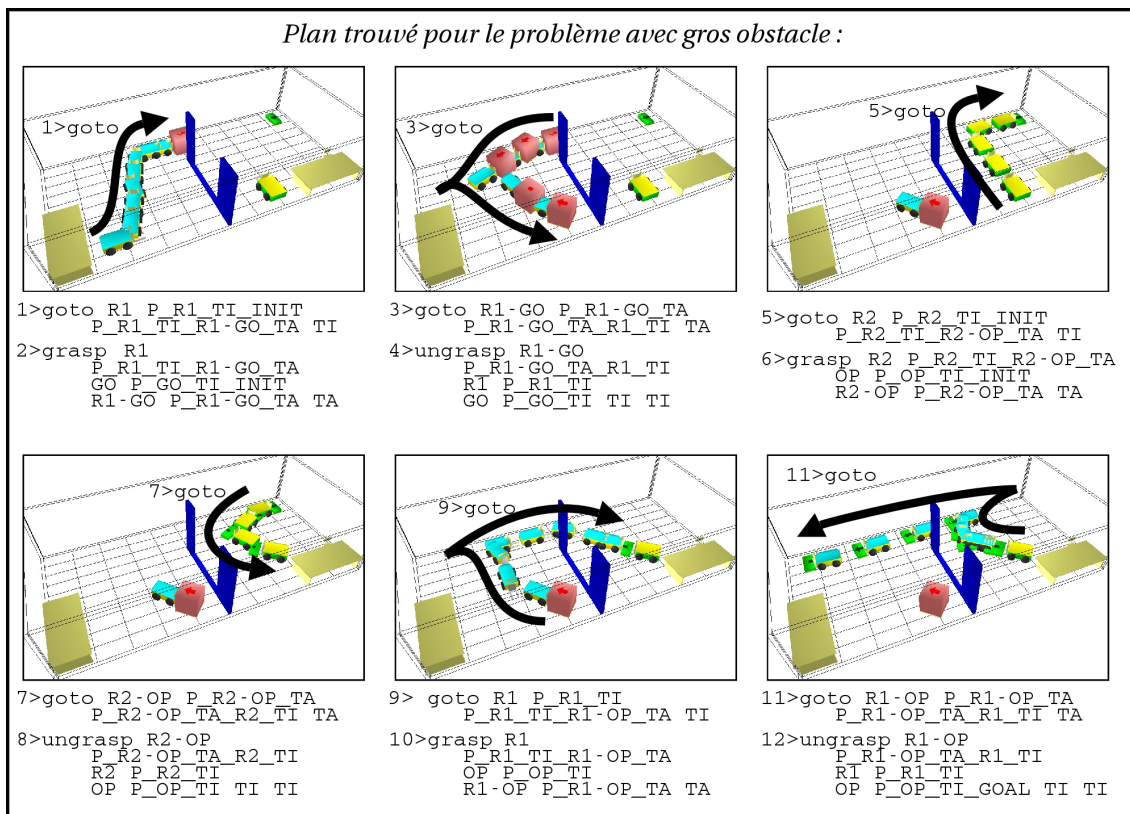 Plan trouvé pour le problème avec gros obstacle :
1>goto
3>goto
5>goto
1>goto R1 P_R1_TI_INIT
P_R1_TI_R1-GO_TA TI
2>grasp R1
P_R1_TI_R1-GO_TA
GO P_GO_TI_INIT
R1-GO P_R1-GO_TA TA
3>goto R1-GO P_R1-GO_TA
P_R1-GO_TA_R1_TI TA
4>ungrasp R1-GO
P_R1-GO_TA_R1_TI
R1 P_R1_TI
GO P_GO_TI TI TI
5>goto R2 P_R2_TI_INIT
P_R2_TI_R2-OP_TA TI
6>grasp R2 P_R2_TI_R2-OP_TA
OP P_OP_TI_INIT
R2-OP P_R2-OP_TA TA
7>goto
9>goto
11>goto
7>goto R2-OP P_R2-OP_TA
P_R2-OP_TA_R2_TI TA
8>ungrasp R2-OP
P_R2-OP_TA_R2_TI
R2 P_R2_TI
OP P_OP_TI TI TI
9> goto R1 P_R1_TI
P_R1_TI_R1-OP_TA TI
10>grasp R1
P_R1_TI_R1-OP_TA
OP P_OP_TI
R1-OP P_R1-OP_TA TA
11>goto R1-OP P_R1-OP_TA
P_R1-OP_TA_R1_TI TA
12>ungrasp R1-OP
P_R1-OP_TA_R1_TI
R1 P_R1_TI
OP P_OP_TI_GOAL TI TI